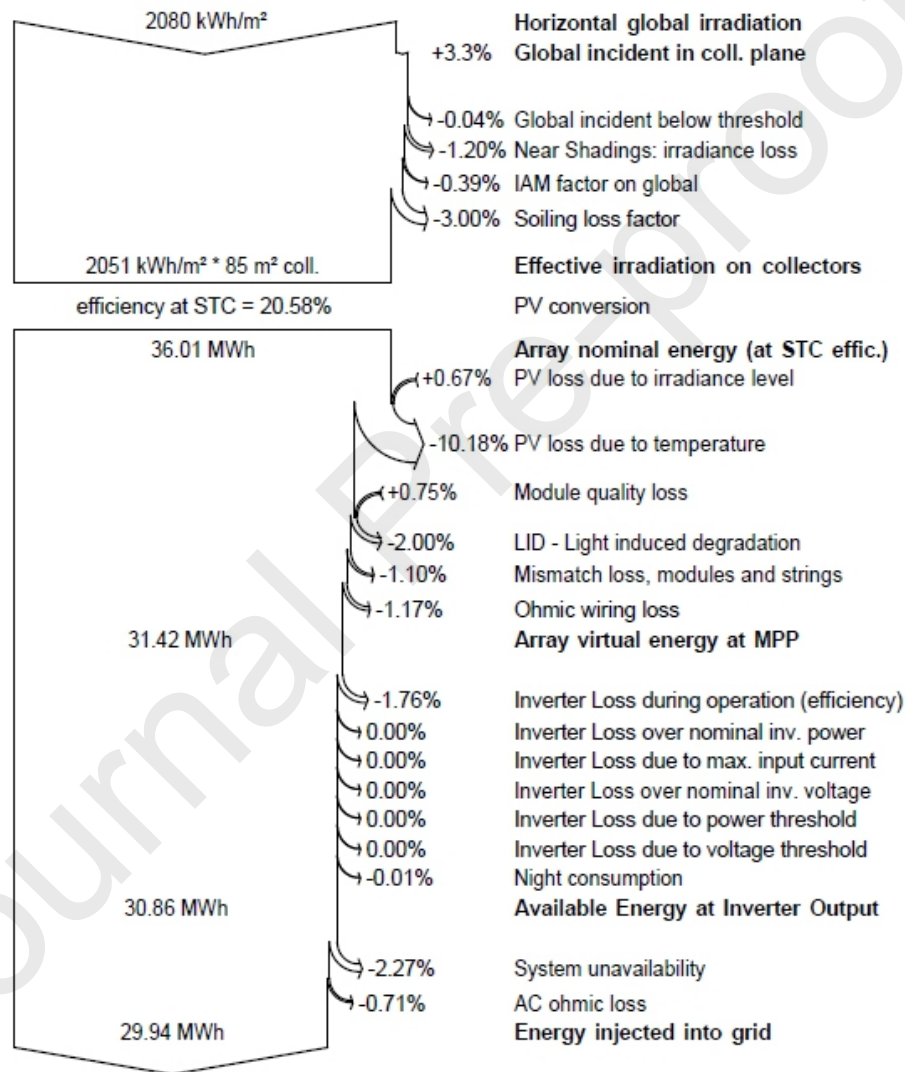 2080 kWh/m² Horizontal global irradiation
+3.3% Global incident in coll. plane
-0.04% Global incident below threshold
-1.20% Near Shadings: irradiance loss
-0.39% IAM factor on global
-3.00% Soiling loss factor
2051 kWh/m² * 85 m² coll. Effective irradiation on collectors
efficiency at STC = 20.58% PV conversion
36.01 MWh Array nominal energy (at STC effic.)
+0.67% PV loss due to irradiance level
-10.18% PV loss due to temperature
+0.75% Module quality loss
-2.00% LID - Light induced degradation
-1.10% Mismatch loss, modules and strings
-1.17% Ohmic wiring loss
31.42 MWh Array virtual energy at MPP
-1.76% Inverter Loss during operation (efficiency)
0.00% Inverter Loss over nominal inv. power
0.00% Inverter Loss due to max. input current
0.00% Inverter Loss over nominal inv. voltage
0.00% Inverter Loss due to power threshold
0.00% Inverter Loss due to voltage threshold
-0.01% Night consumption
30.86 MWh Available Energy at Inverter Output
-2.27% System unavailability
-0.71% AC ohmic loss
29.94 MWh Energy injected into grid
ournal Pre-proo